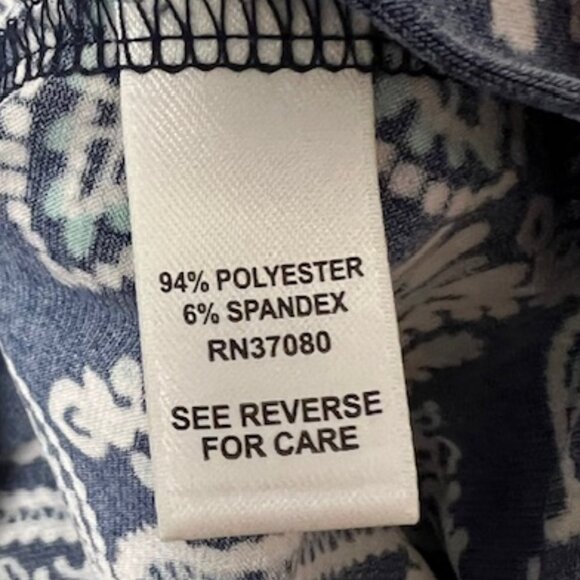 94% POLYESTER
6% SPANDEX
RN37080
SEE REVERSE
FOR CARE